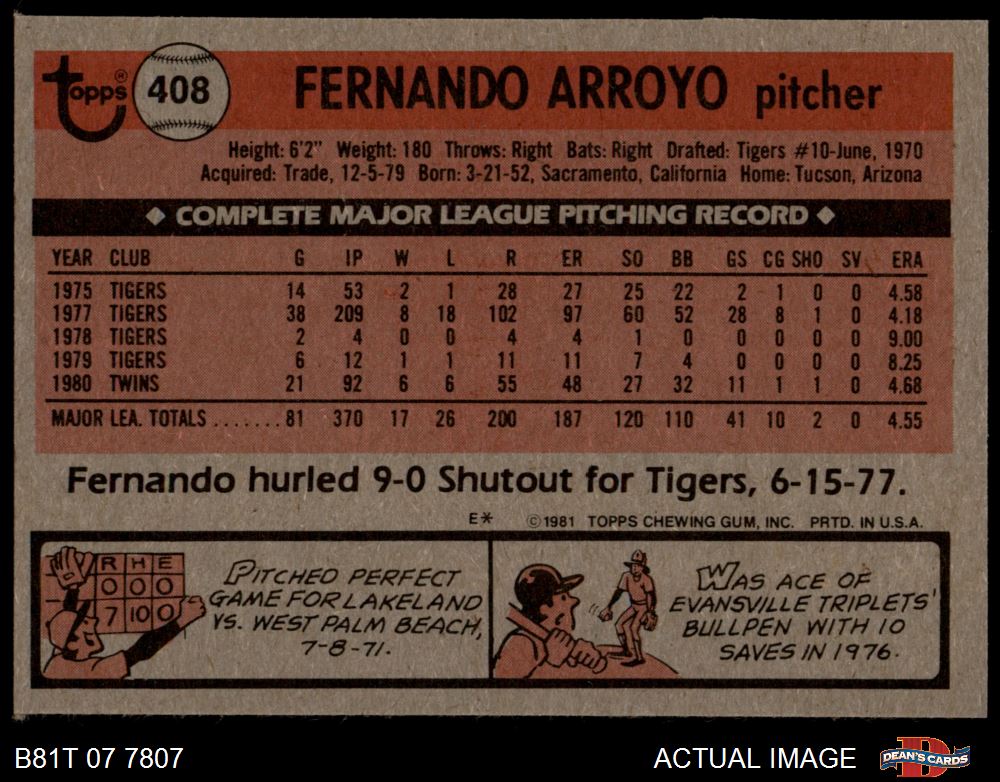 topps® 408 FERNANDO ARROYO pitcher
Height: 6'2" Weight: 180 Throws: Right Bats: Right Drafted: Tigers #10-June, 1970
Acquired: Trade, 12-5-79 Born: 3-21-52, Sacramento, California Home: Tucson, Arizona
◆ COMPLETE MAJOR LEAGUE PITCHING RECORD ◆
YEAR CLUB G IP W L R ER SO BB GS CG SHO SV ERA
1975 TIGERS 14 53 2 1 28 27 25 22 2 1 0 0 4.58
1977 TIGERS 38 209 8 18 102 97 60 52 28 8 1 0 4.18
1978 TIGERS 2 4 0 0 4 4 1 0 0 0 0 0 9.00
1979 TIGERS 6 12 1 1 11 11 7 4 0 0 0 0 8.25
1980 TWINS 21 92 6 6 55 48 27 32 11 1 1 0 4.68
MAJOR LEA. TOTALS ....... 81 370 17 26 200 187 120 110 41 10 2 0 4.55
Fernando hurled 9-0 Shutout for Tigers, 6-15-77.
E* ©1981 TOPPS CHEWING GUM, INC. PRTD. IN U.S.A.
R H E
0 0 0
7 10 0
PITCHED PERFECT
GAME FOR LAKELAND
VS. WEST PALM BEACH,
7-8-71.
WAS ACE OF
EVANSVILLE TRIPLETS'
BULLPEN WITH 10
SAVES IN 1976.
B81T 07 7807 ACTUAL IMAGE DEAN'S CARDS